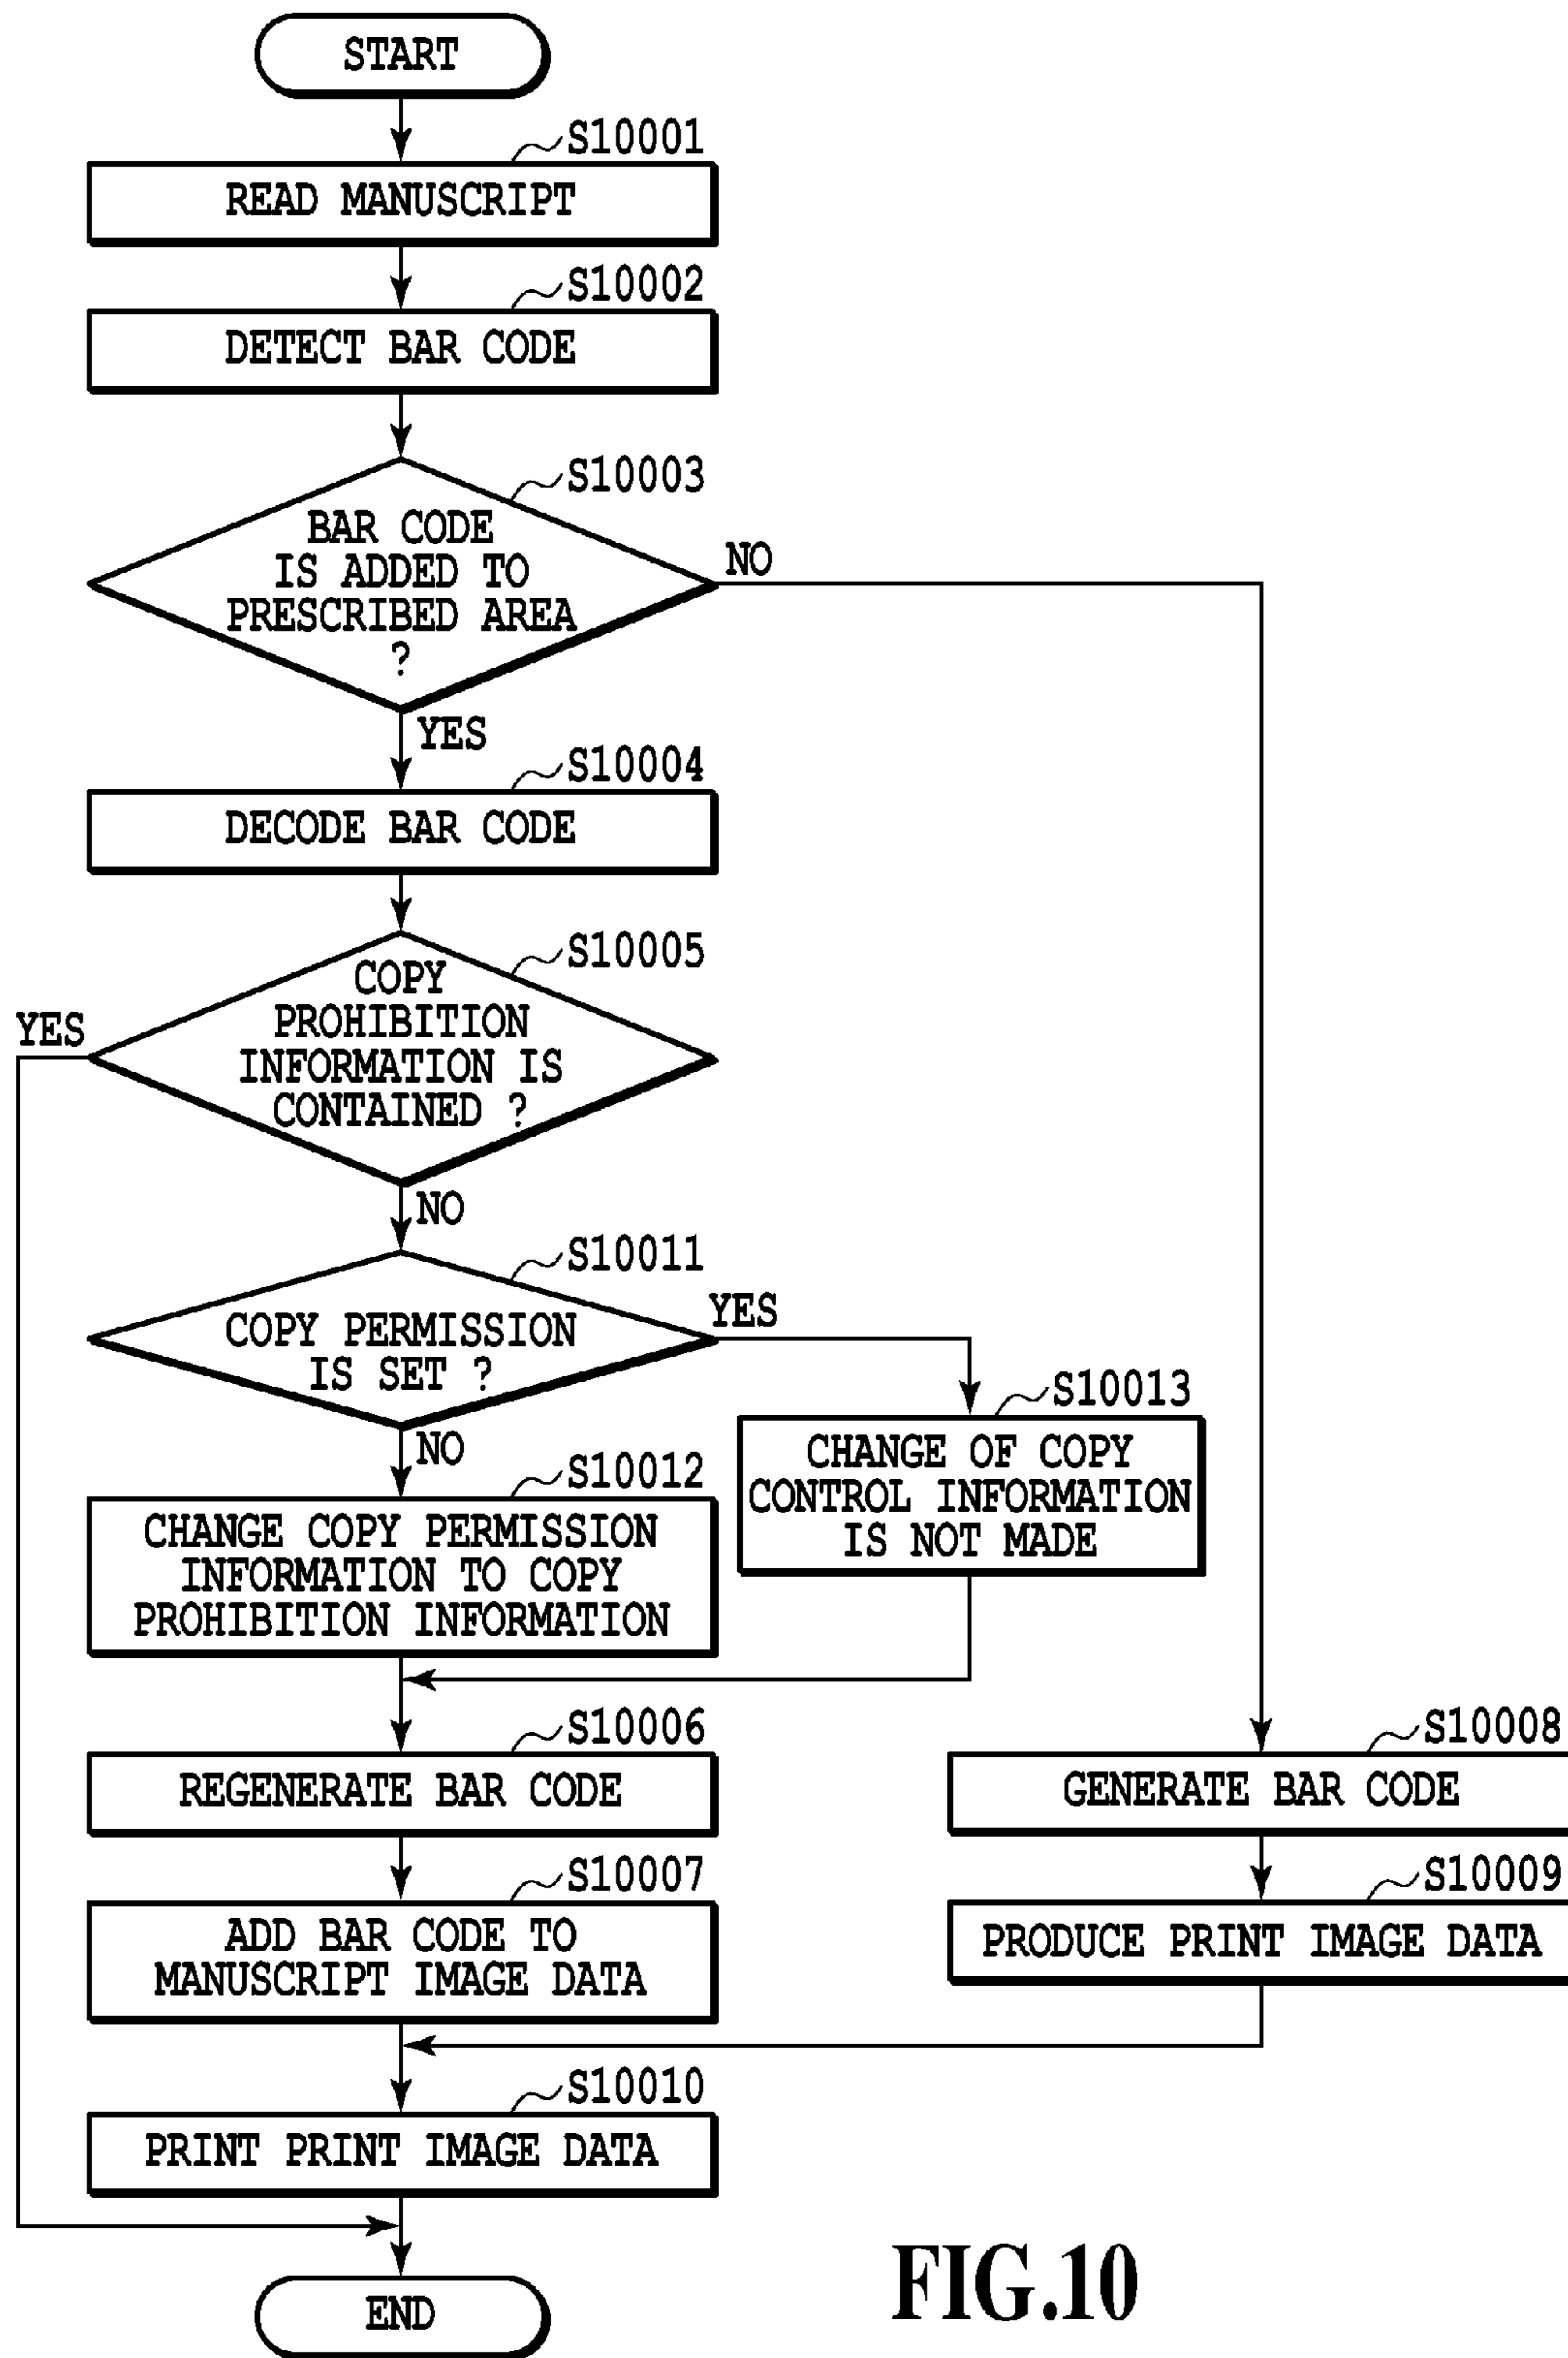 START
S10001
READ MANUSCRIPT
S10002
DETECT BAR CODE
S10003
BAR CODE
IS ADDED TO
PRESCRIBED AREA
?
NO
YES
S10004
DECODE BAR CODE
S10005
COPY
PROHIBITION
INFORMATION IS
CONTAINED ?
YES
NO
S10011
COPY PERMISSION
IS SET ?
YES
NO
S10013
CHANGE OF COPY
CONTROL INFORMATION
IS NOT MADE
S10012
CHANGE COPY PERMISSION
INFORMATION TO COPY
PROHIBITION INFORMATION
S10006
REGENERATE BAR CODE
S10008
GENERATE BAR CODE
S10007
ADD BAR CODE TO
MANUSCRIPT IMAGE DATA
S10009
PRODUCE PRINT IMAGE DATA
S10010
PRINT PRINT IMAGE DATA
END
FIG.10